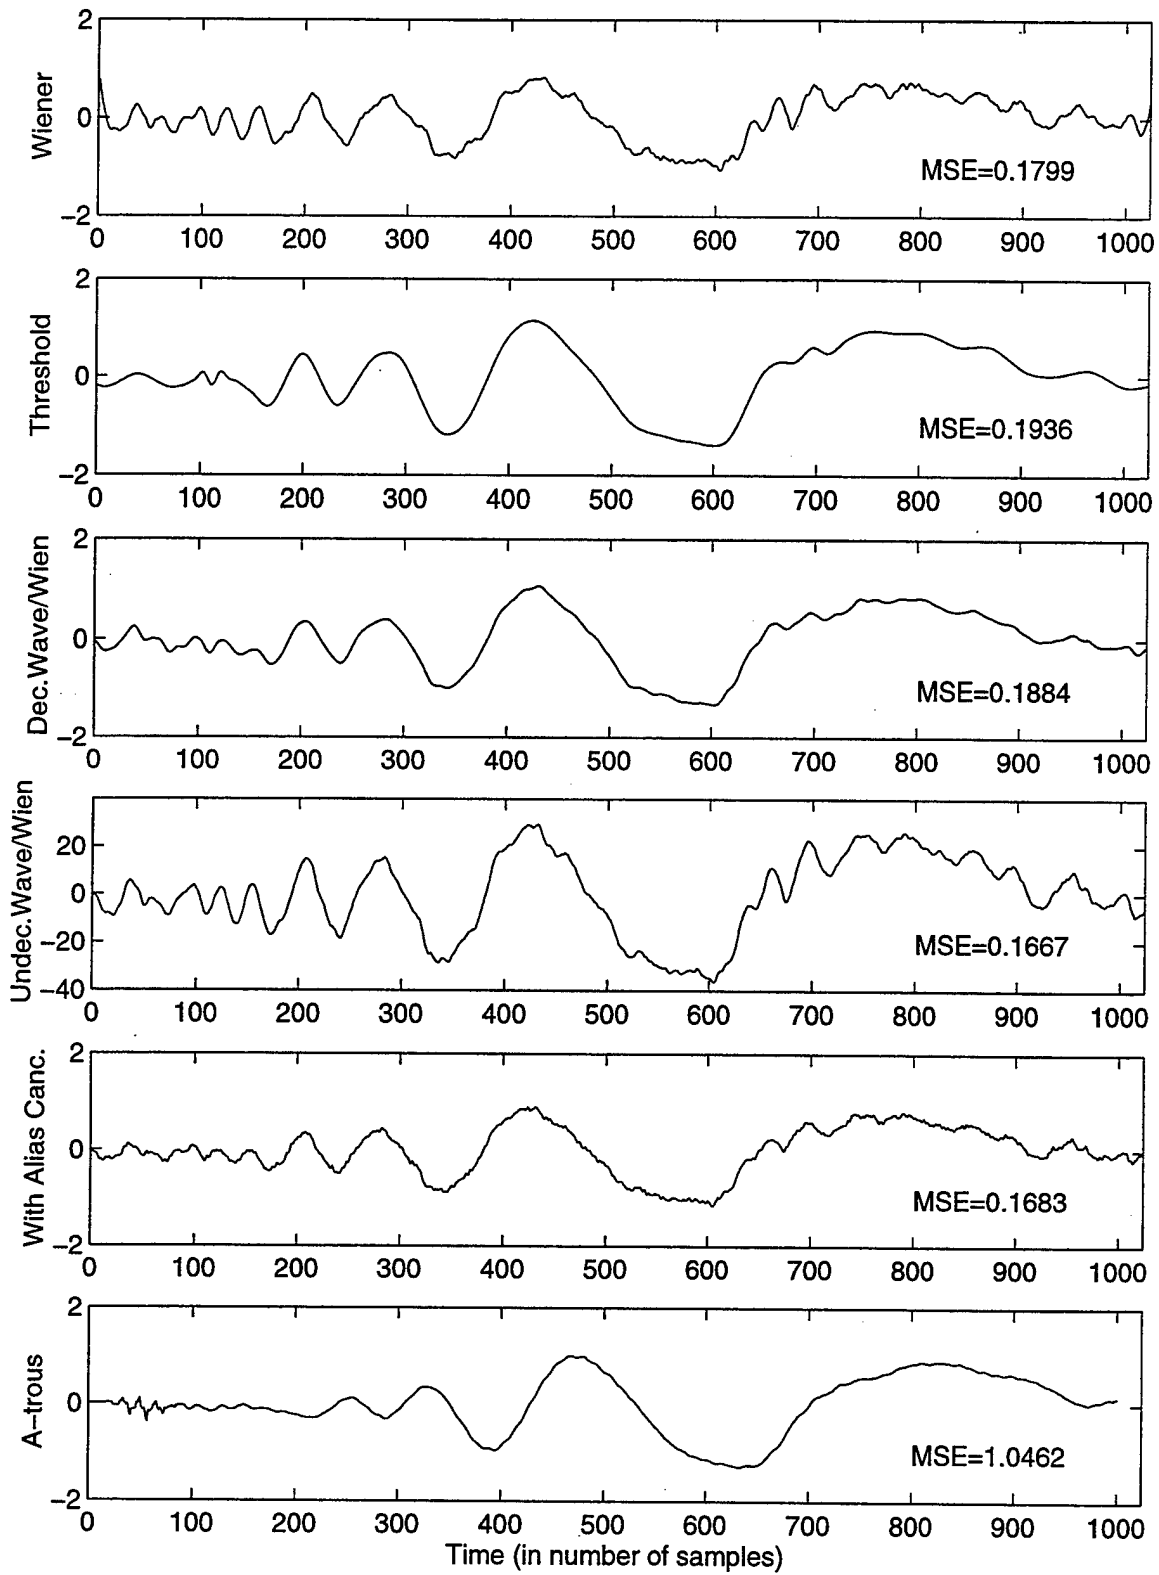 2
0
−2
Wiener
MSE=0.1799
0 100 200 300 400 500 600 700 800 900 1000
2
0
−2
Threshold
MSE=0.1936
0 100 200 300 400 500 600 700 800 900 1000
2
0
−2
Dec.Wave/Wien
MSE=0.1884
0 100 200 300 400 500 600 700 800 900 1000
20
0
−20
−40
Undec.Wave/Wien
MSE=0.1667
0 100 200 300 400 500 600 700 800 900 1000
2
0
−2
With Alias Canc.
MSE=0.1683
0 100 200 300 400 500 600 700 800 900 1000
2
0
−2
A−trous
MSE=1.0462
0 100 200 300 400 500 600 700 800 900 1000
Time (in number of samples)